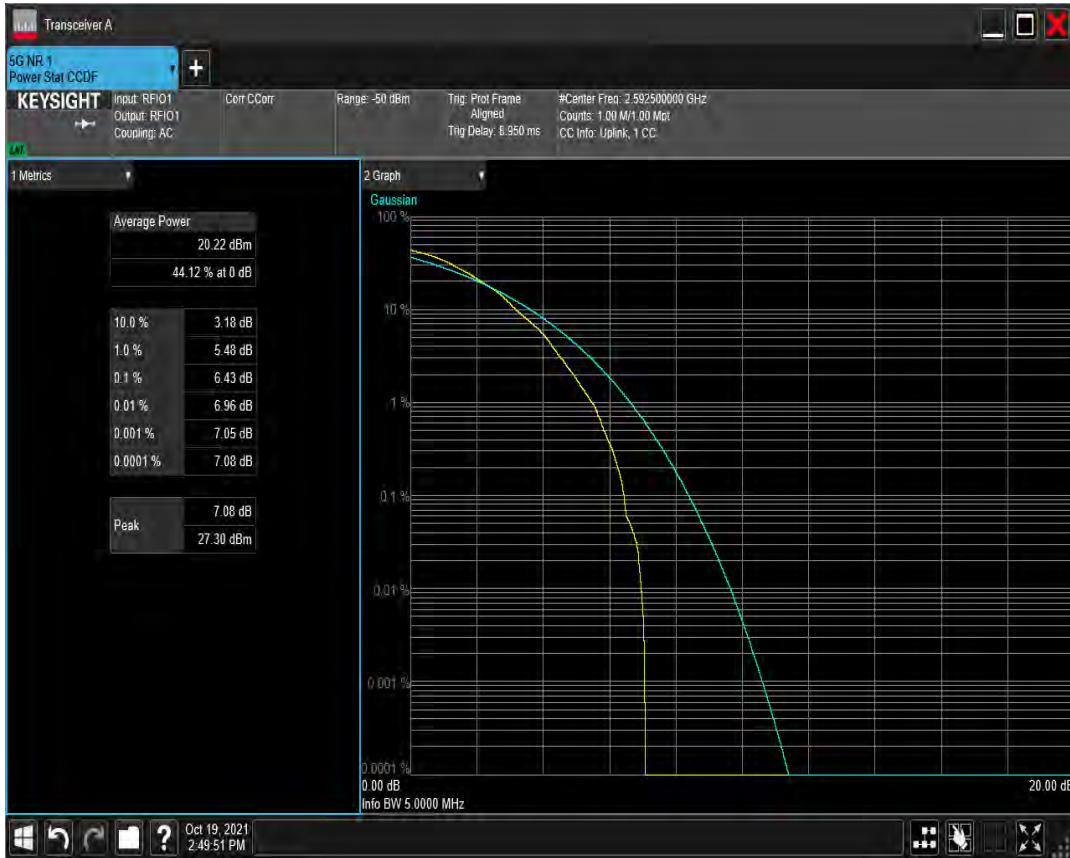 Transceiver A
5G NR 1
Power Stat CCDF
+
KEYSIGHT
Input: RFIO1
Output: RFIO1
Coupling: AC
Corr CCorr
Range: -50 dBm
Trig: Prot Frame
Aligned
Trig Delay: 8.950 ms
#Center Freq: 2.592500000 GHz
Counts: 1.00 M/1.00 Mpt
CC Info: Uplink, 1 CC
LNT
1 Metrics
Average Power
20.22 dBm
44.12 % at 0 dB
10.0 % 3.18 dB
1.0 % 5.48 dB
0.1 % 6.43 dB
0.01 % 6.96 dB
0.001 % 7.05 dB
0.0001 % 7.08 dB
Peak 7.08 dB
27.30 dBm
2 Graph
Gaussian
100 %
10 %
1 %
0.1 %
0.01 %
0.001 %
0.0001 %
0.00 dB 20.00 dB
Info BW 5.0000 MHz
?
Oct 19, 2021
2:49:51 PM